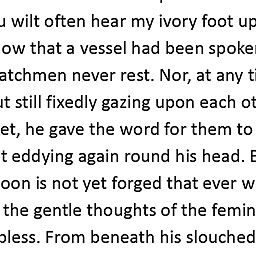 u wilt often hear my ivory foot up
ow that a vessel had been spoke
atchmen never rest. Nor, at any ti
ut still fixedly gazing upon each ot
et, he gave the word for them to
t eddying again round his head. B
oon is not yet forged that ever w
the gentle thoughts of the femin
pless. From beneath his slouched